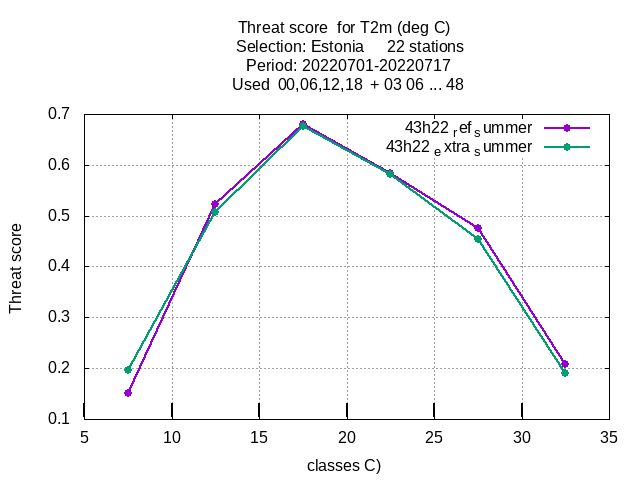 Threat score  for T2m (deg C)
Selection: Estonia     22 stations
Period: 20220701-20220717
Used  00,06,12,18  + 03 06 ... 48
43h22 ref summer
43h22 extra summer
0.7
0.6
0.5
0.4
0.3
0.2
0.1
Threat score
5 10 15 20 25 30 35
classes C)